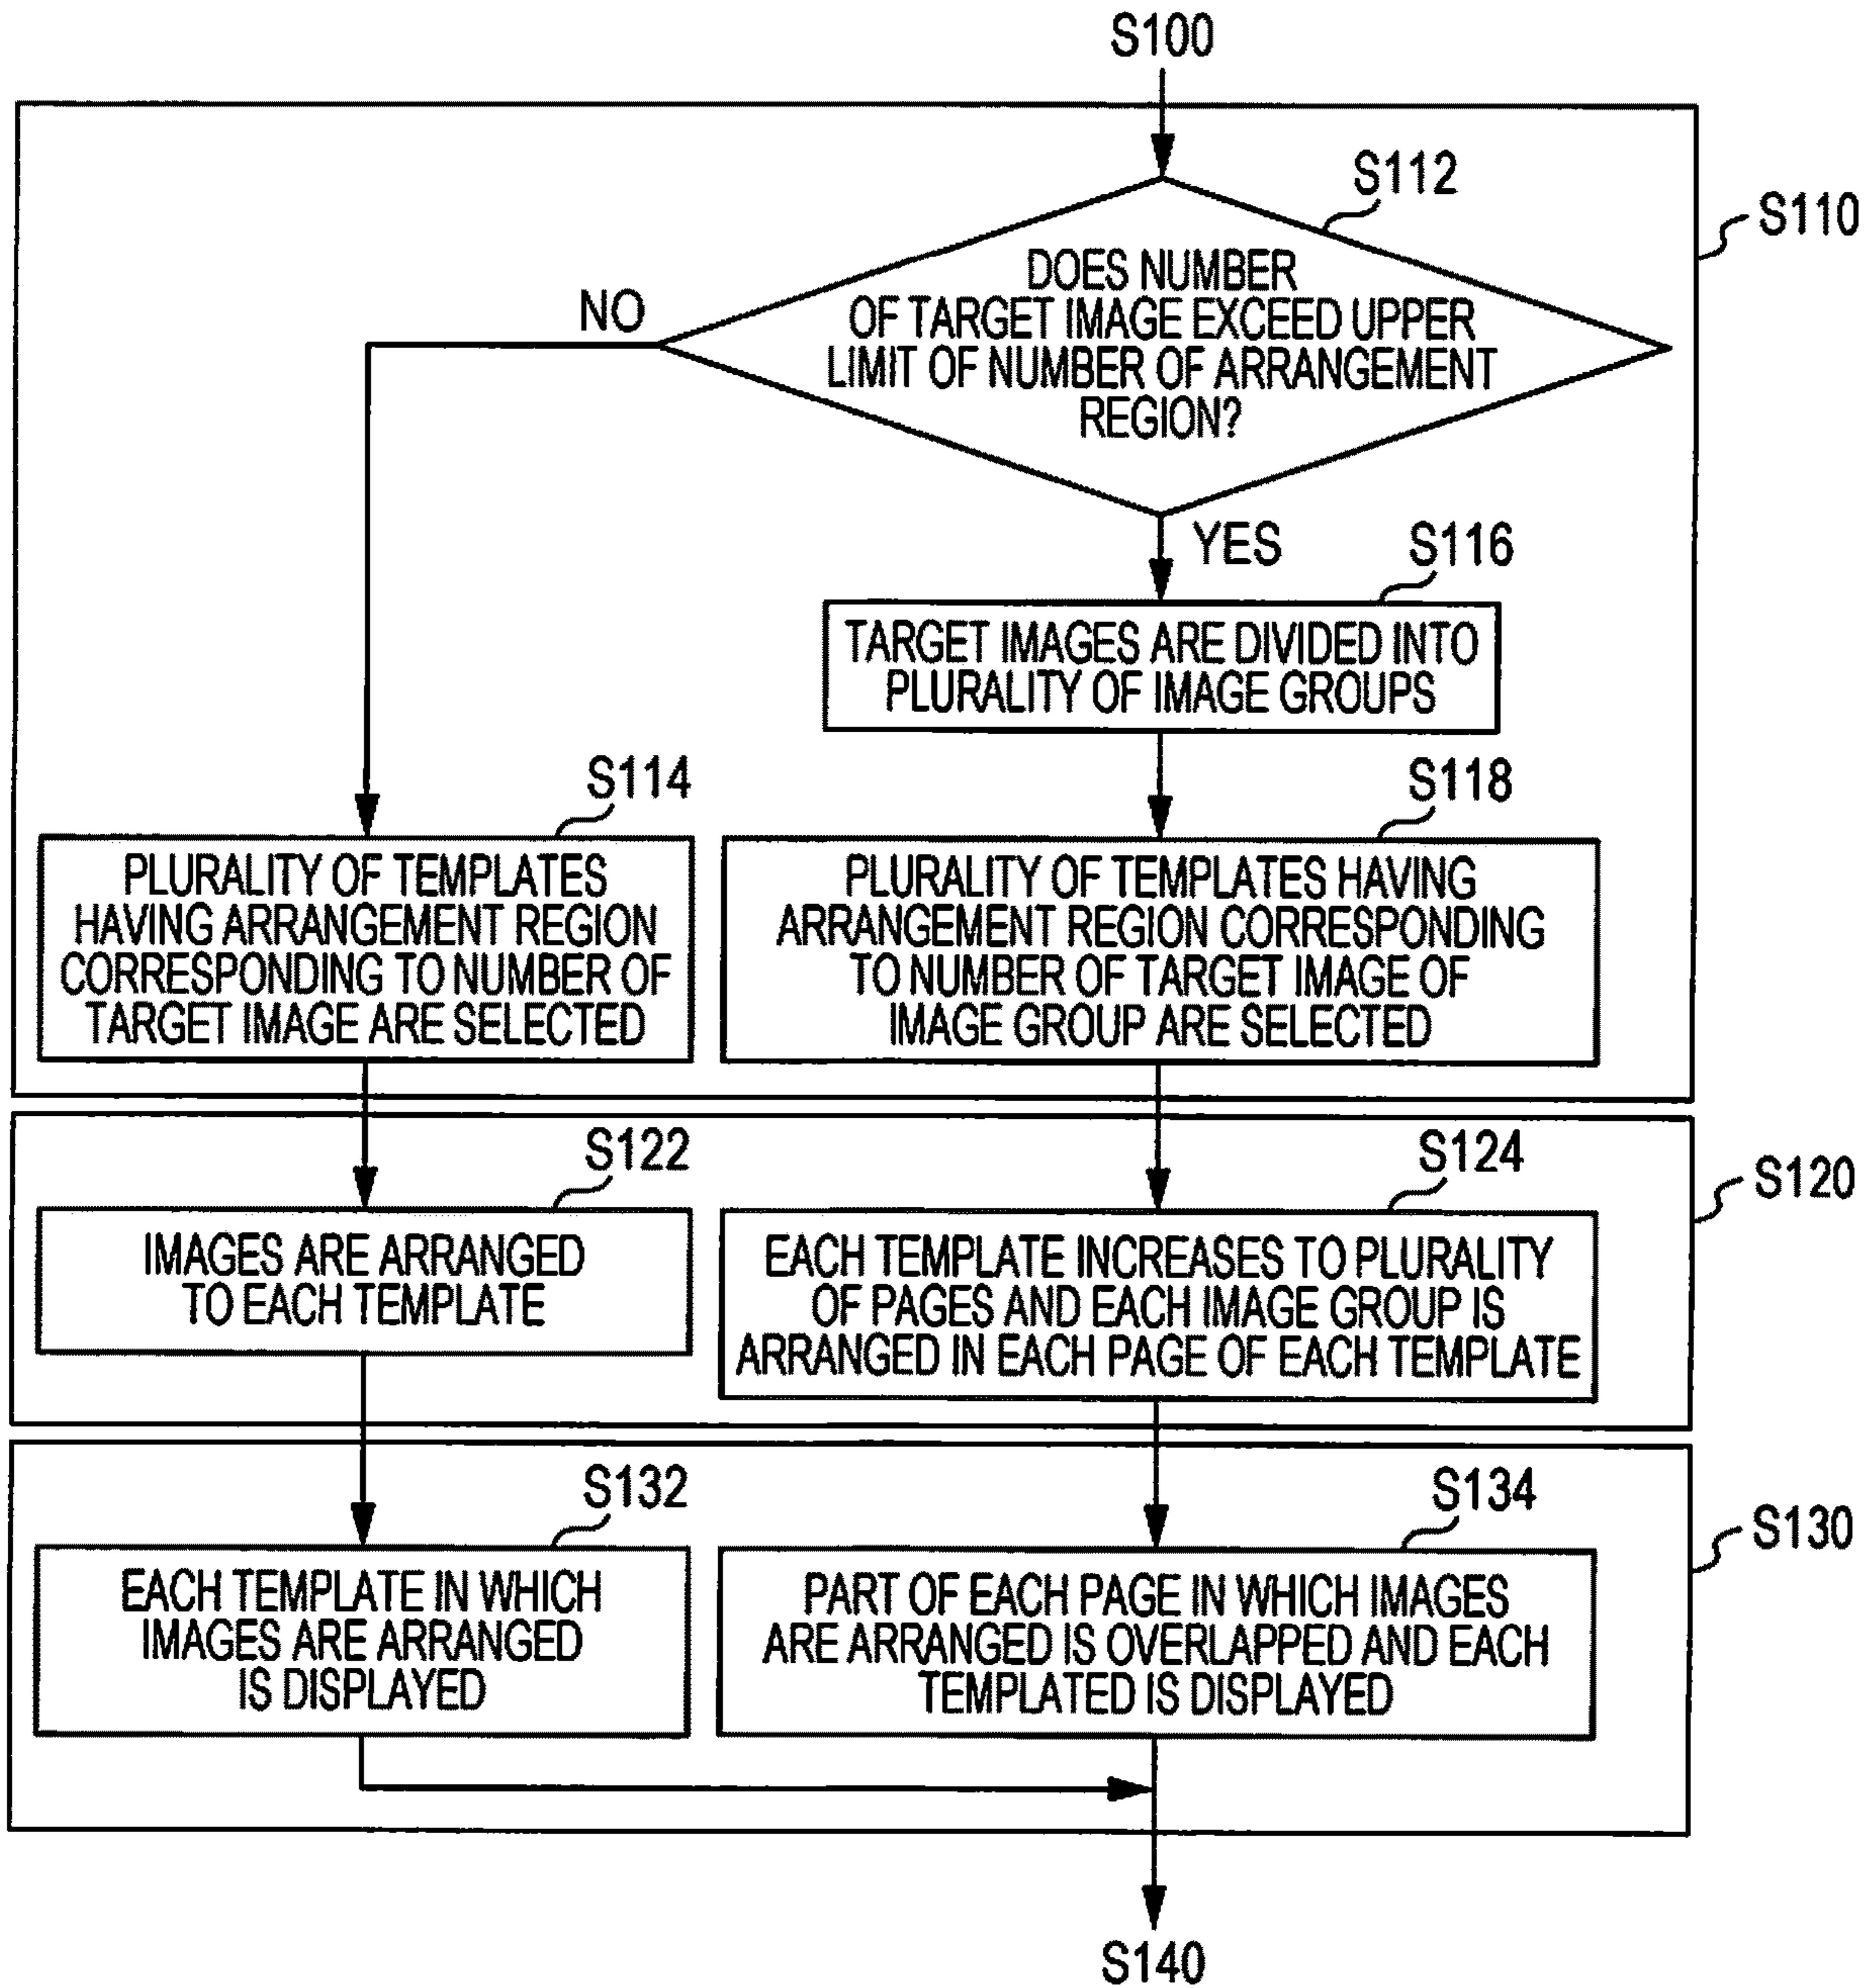 S100
S112
S110
DOES NUMBER
OF TARGET IMAGE EXCEED UPPER
LIMIT OF NUMBER OF ARRANGEMENT
REGION?
NO
YES
S116
TARGET IMAGES ARE DIVIDED INTO
PLURALITY OF IMAGE GROUPS
S114
PLURALITY OF TEMPLATES
HAVING ARRANGEMENT REGION
CORRESPONDING TO NUMBER OF
TARGET IMAGE ARE SELECTED
S118
PLURALITY OF TEMPLATES HAVING
ARRANGEMENT REGION CORRESPONDING
TO NUMBER OF TARGET IMAGE OF
IMAGE GROUP ARE SELECTED
S122
IMAGES ARE ARRANGED
TO EACH TEMPLATE
S124
EACH TEMPLATE INCREASES TO PLURALITY
OF PAGES AND EACH IMAGE GROUP IS
ARRANGED IN EACH PAGE OF EACH TEMPLATE
S120
S132
EACH TEMPLATE IN WHICH
IMAGES ARE ARRANGED
IS DISPLAYED
S134
PART OF EACH PAGE IN WHICH IMAGES
ARE ARRANGED IS OVERLAPPED AND EACH
TEMPLATED IS DISPLAYED
S130
S140